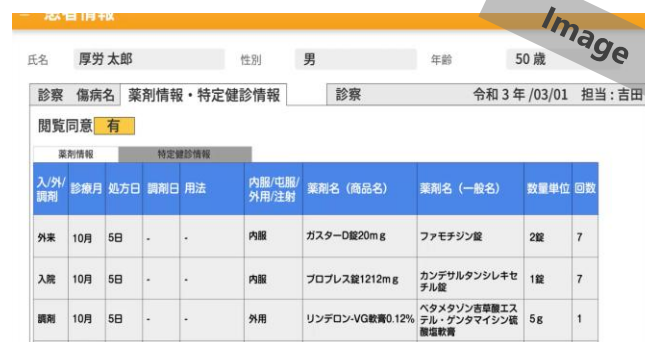 患者情報
Image
氏名 厚労 太郎 性別 男 年齢 50 歳
診察 傷病名 薬剤情報・特定健診情報 診察 令和 3 年 /03/01 担当 : 吉田
閲覧同意 有
薬剤情報 特定健診情報
入/外/調剤 診療月 処方日 調剤日 用法 内服/屯服/外用/注射 薬剤名（商品名） 薬剤名（一般名） 数量単位 回数
外来 10月 5日 - - 内服 ガスターD錠20mg ファモチジン錠 2錠 7
入院 10月 5日 - - 内服 ブロプレス錠1212mg カンデサルタンシレキセチル錠 1錠 7
調剤 10月 5日 - - 外用 リンデロン-VG軟膏0.12% ベタメタゾン吉草酸エステル・ゲンタマイシン硫酸塩軟膏 5g 1